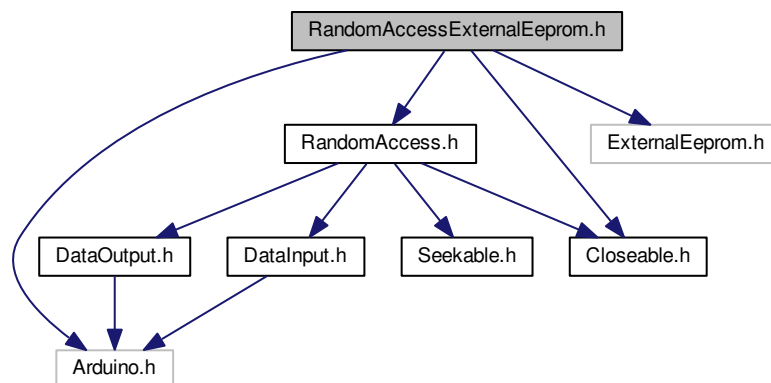 RandomAccessExternalEeprom.h
RandomAccess.h
ExternalEeprom.h
DataOutput.h
DataInput.h
Seekable.h
Closeable.h
Arduino.h